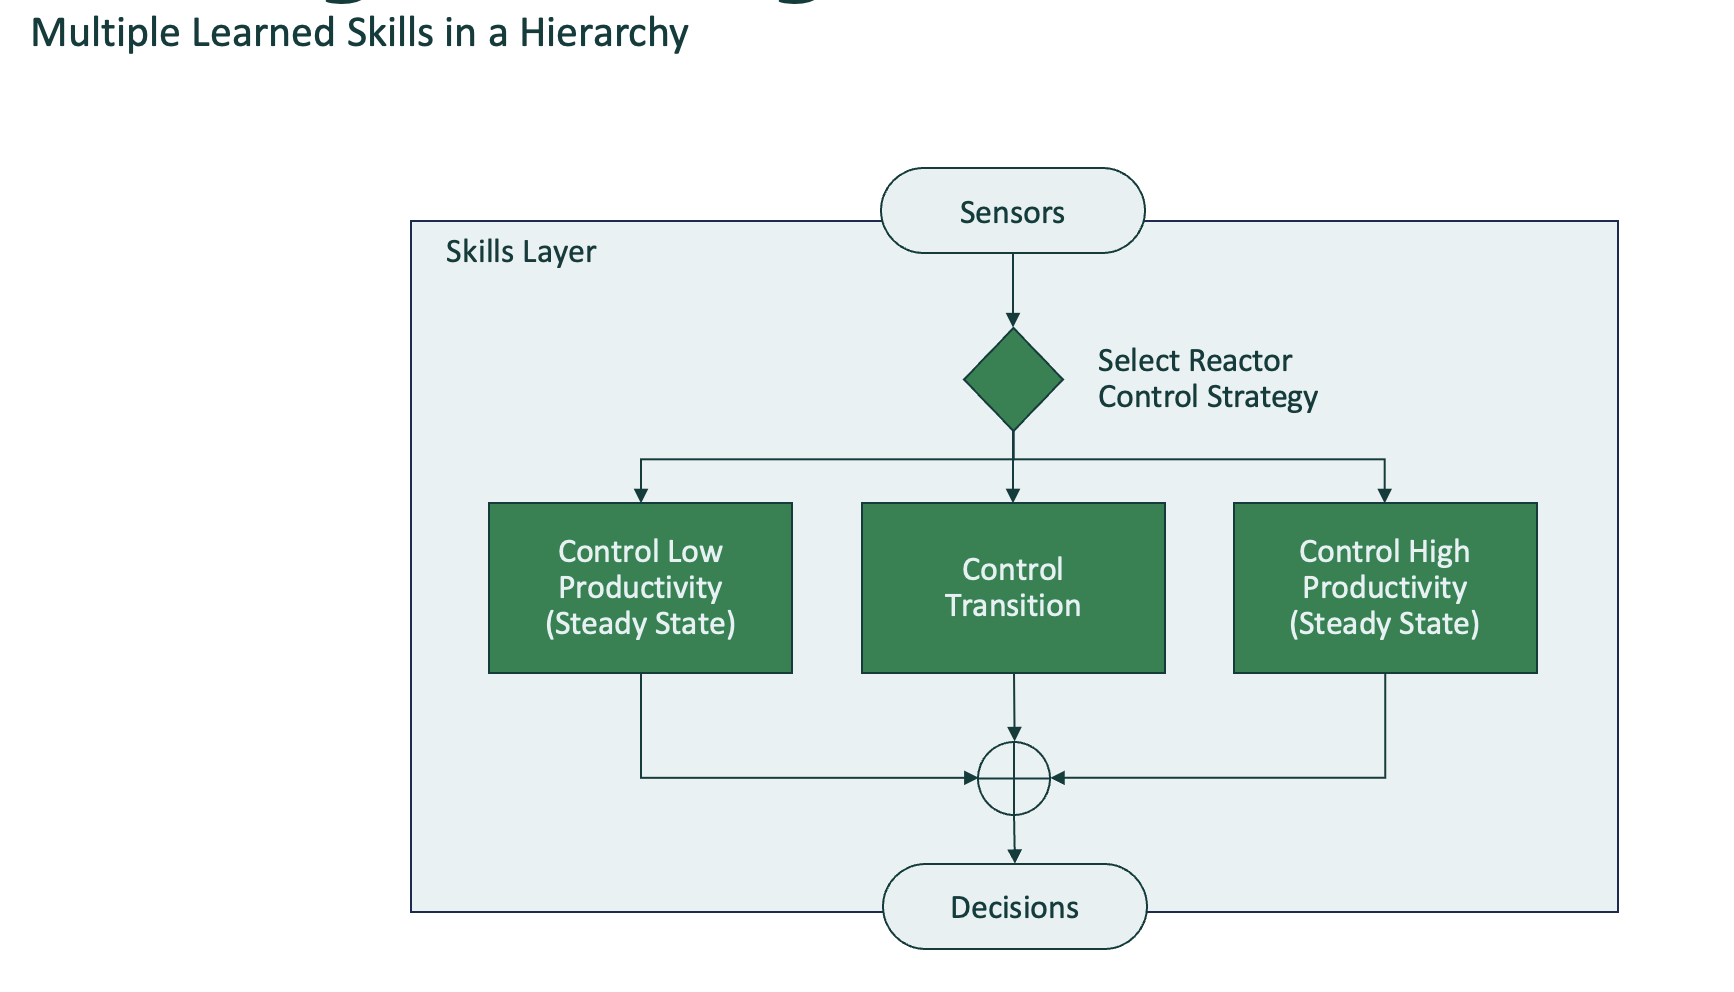 Multiple Learned Skills in a Hierarchy
Sensors
Skills Layer
Select Reactor
Control Strategy
Control Low
Productivity
(Steady State)
Control
Transition
Control High
Productivity
(Steady State)
Decisions